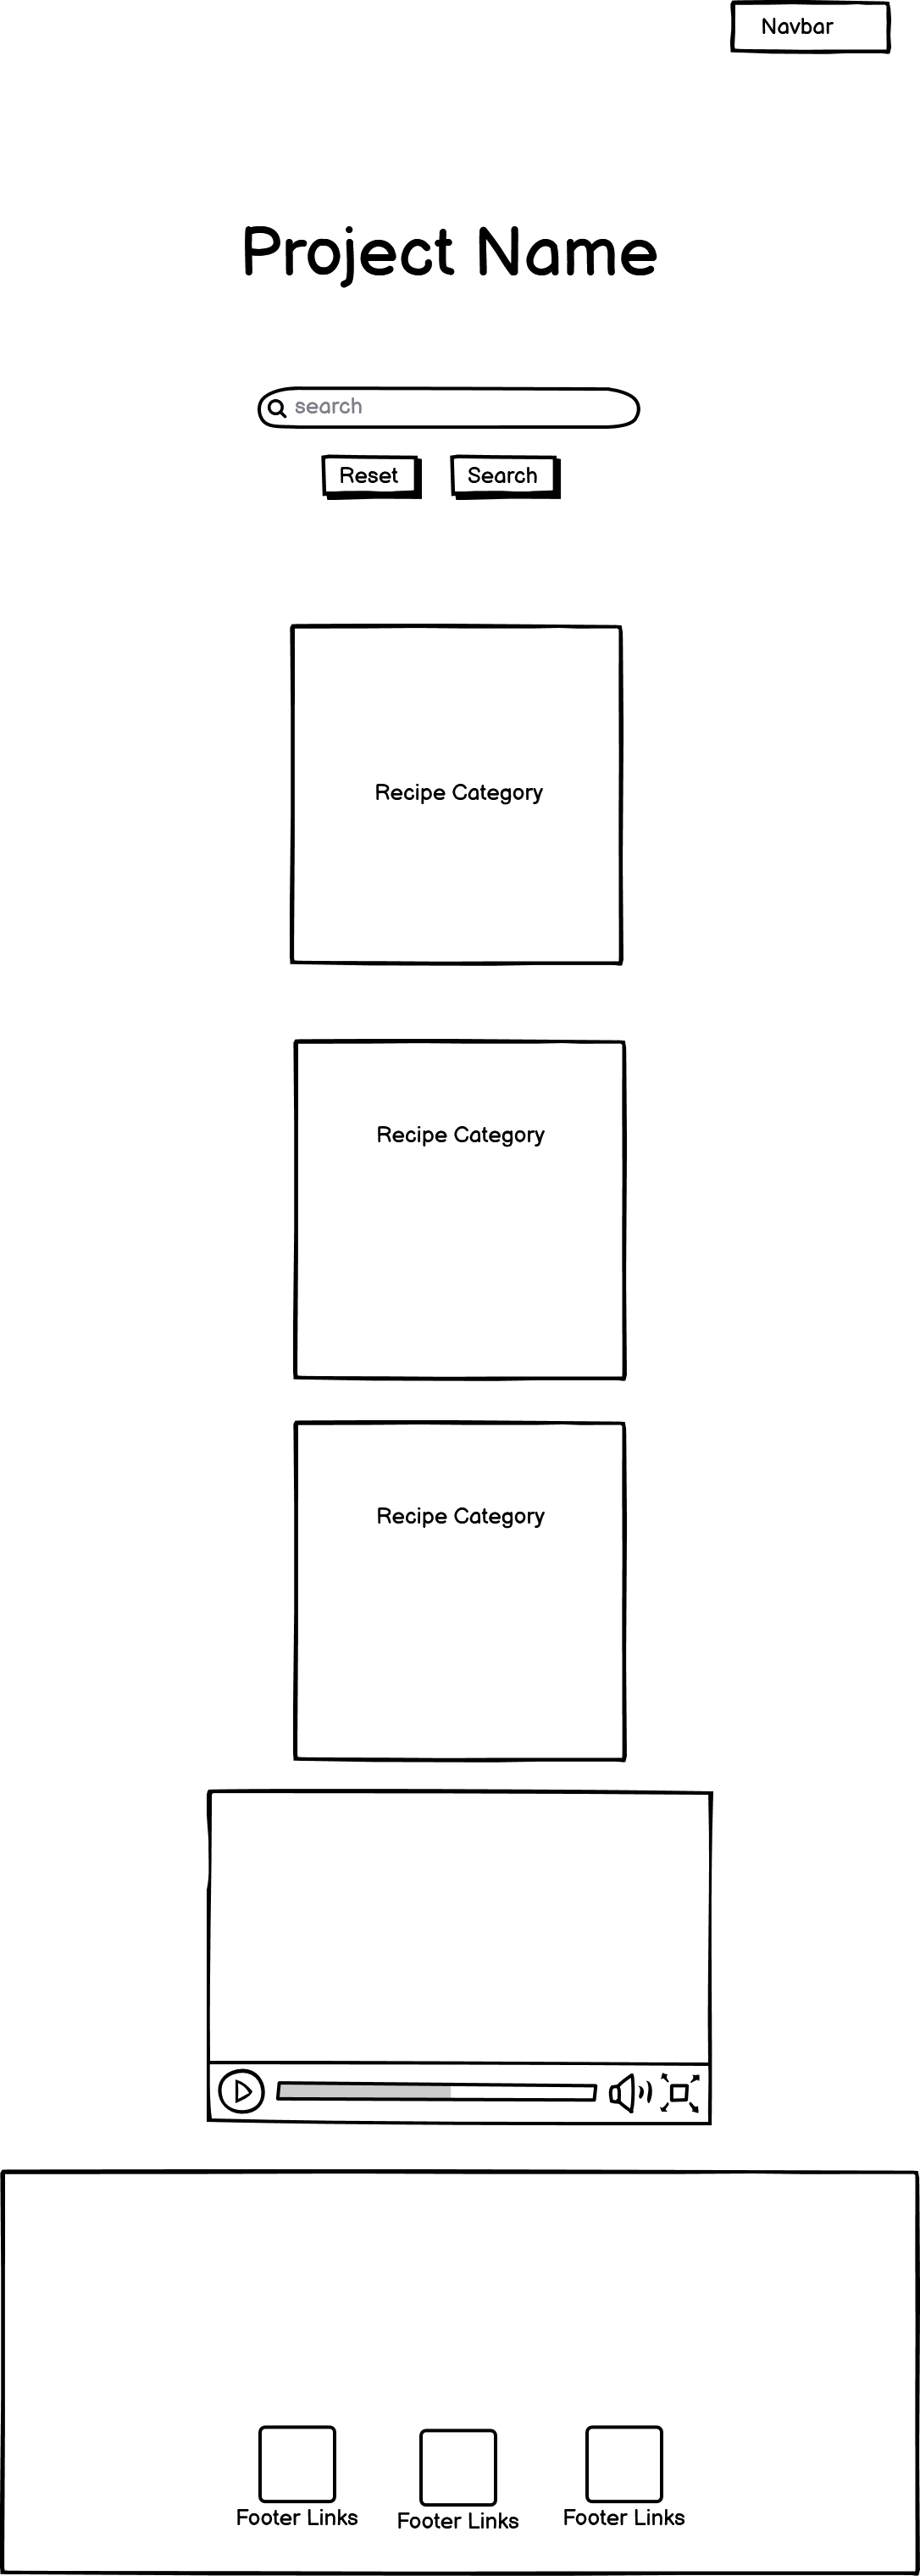 Navbar
Project Name
search
Reset
Search
Recipe Category
Recipe Category
Recipe Category
Footer Links
Footer Links
Footer Links